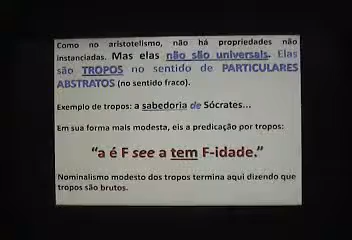 Como no aristotelismo, não há propriedades não
instanciadas. Mas elas não são universais. Elas
são TROPOS no sentido de PARTICULARES
ABSTRATOS (no sentido fraco).
Exemplo de tropos: a sabedoria de Sócrates...
Em sua forma mais modesta, eis a predicação por tropos:
“a é F see a tem F-idade.”
Nominalismo modesto dos tropos termina aqui dizendo que
tropos são brutos.